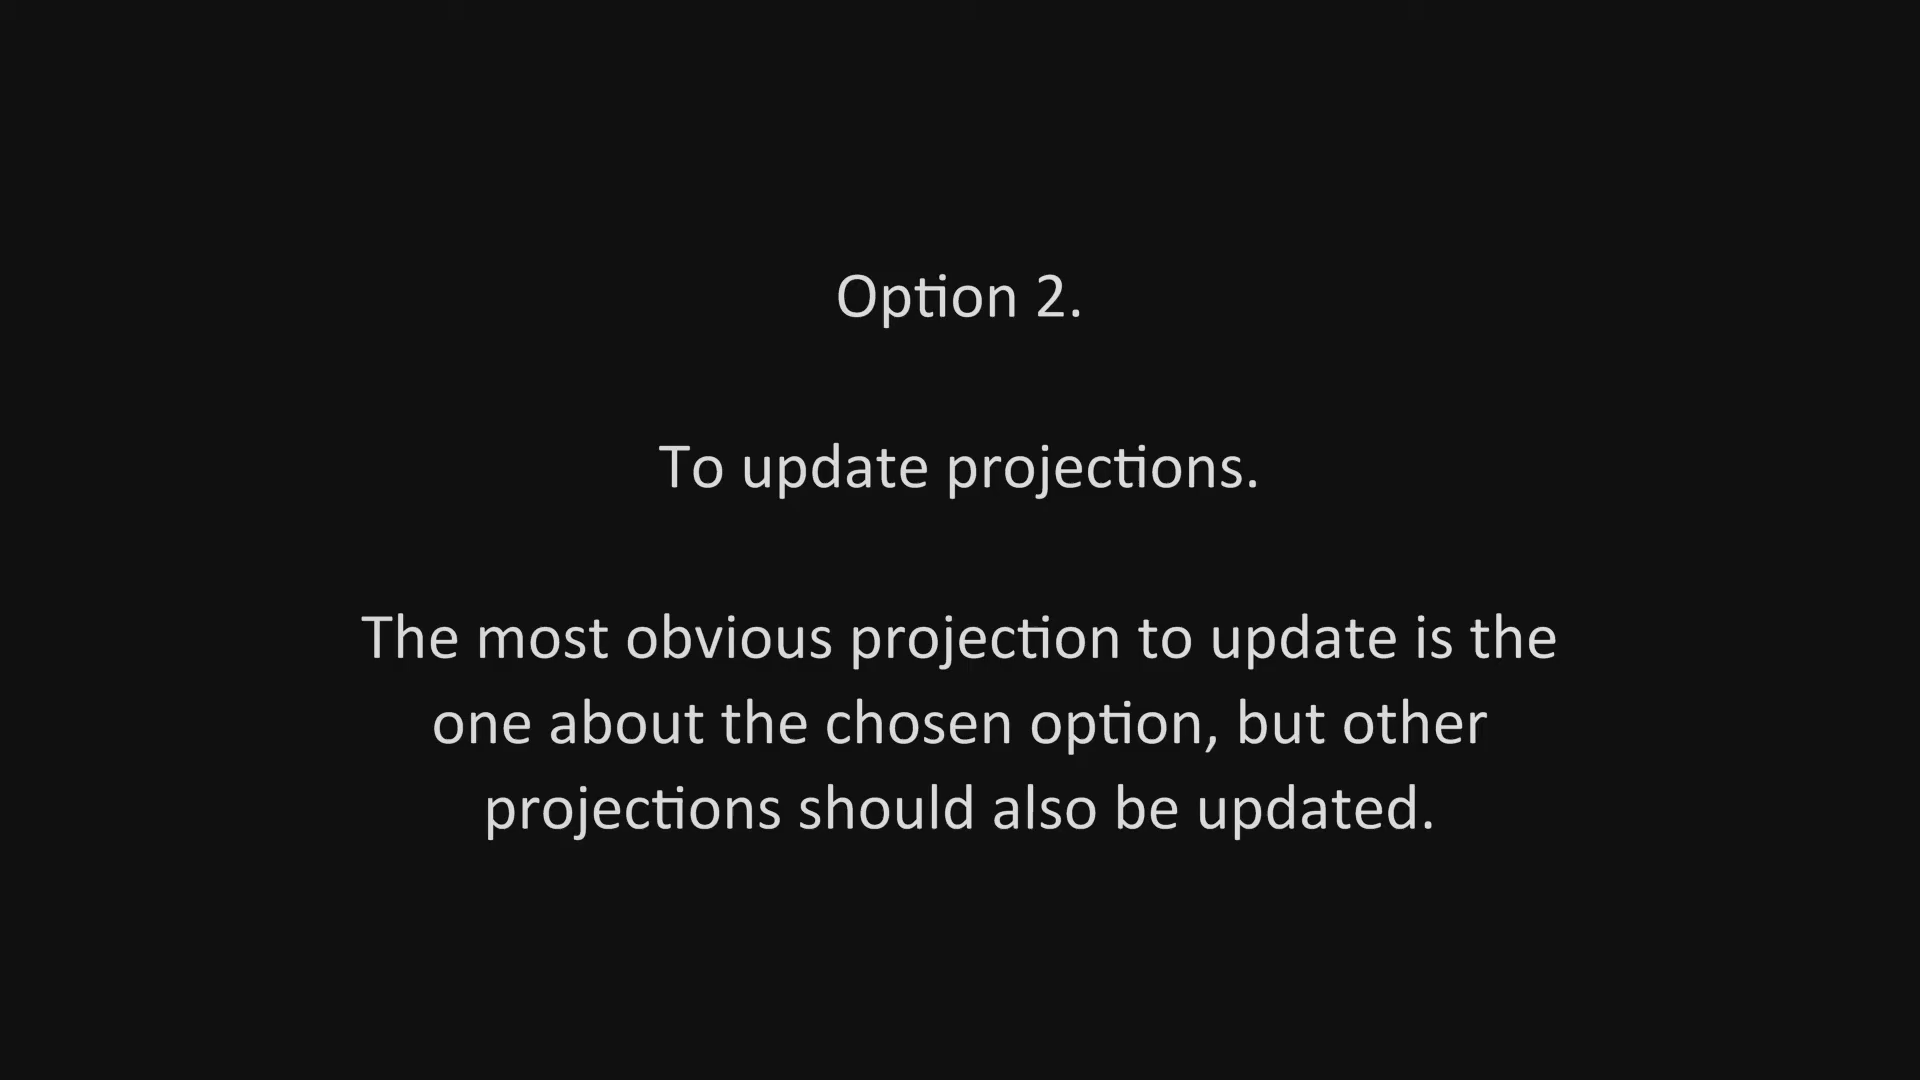 Option 2.
To update projections.
The most obvious projection to update is the
one about the chosen option, but other
projections should also be updated.